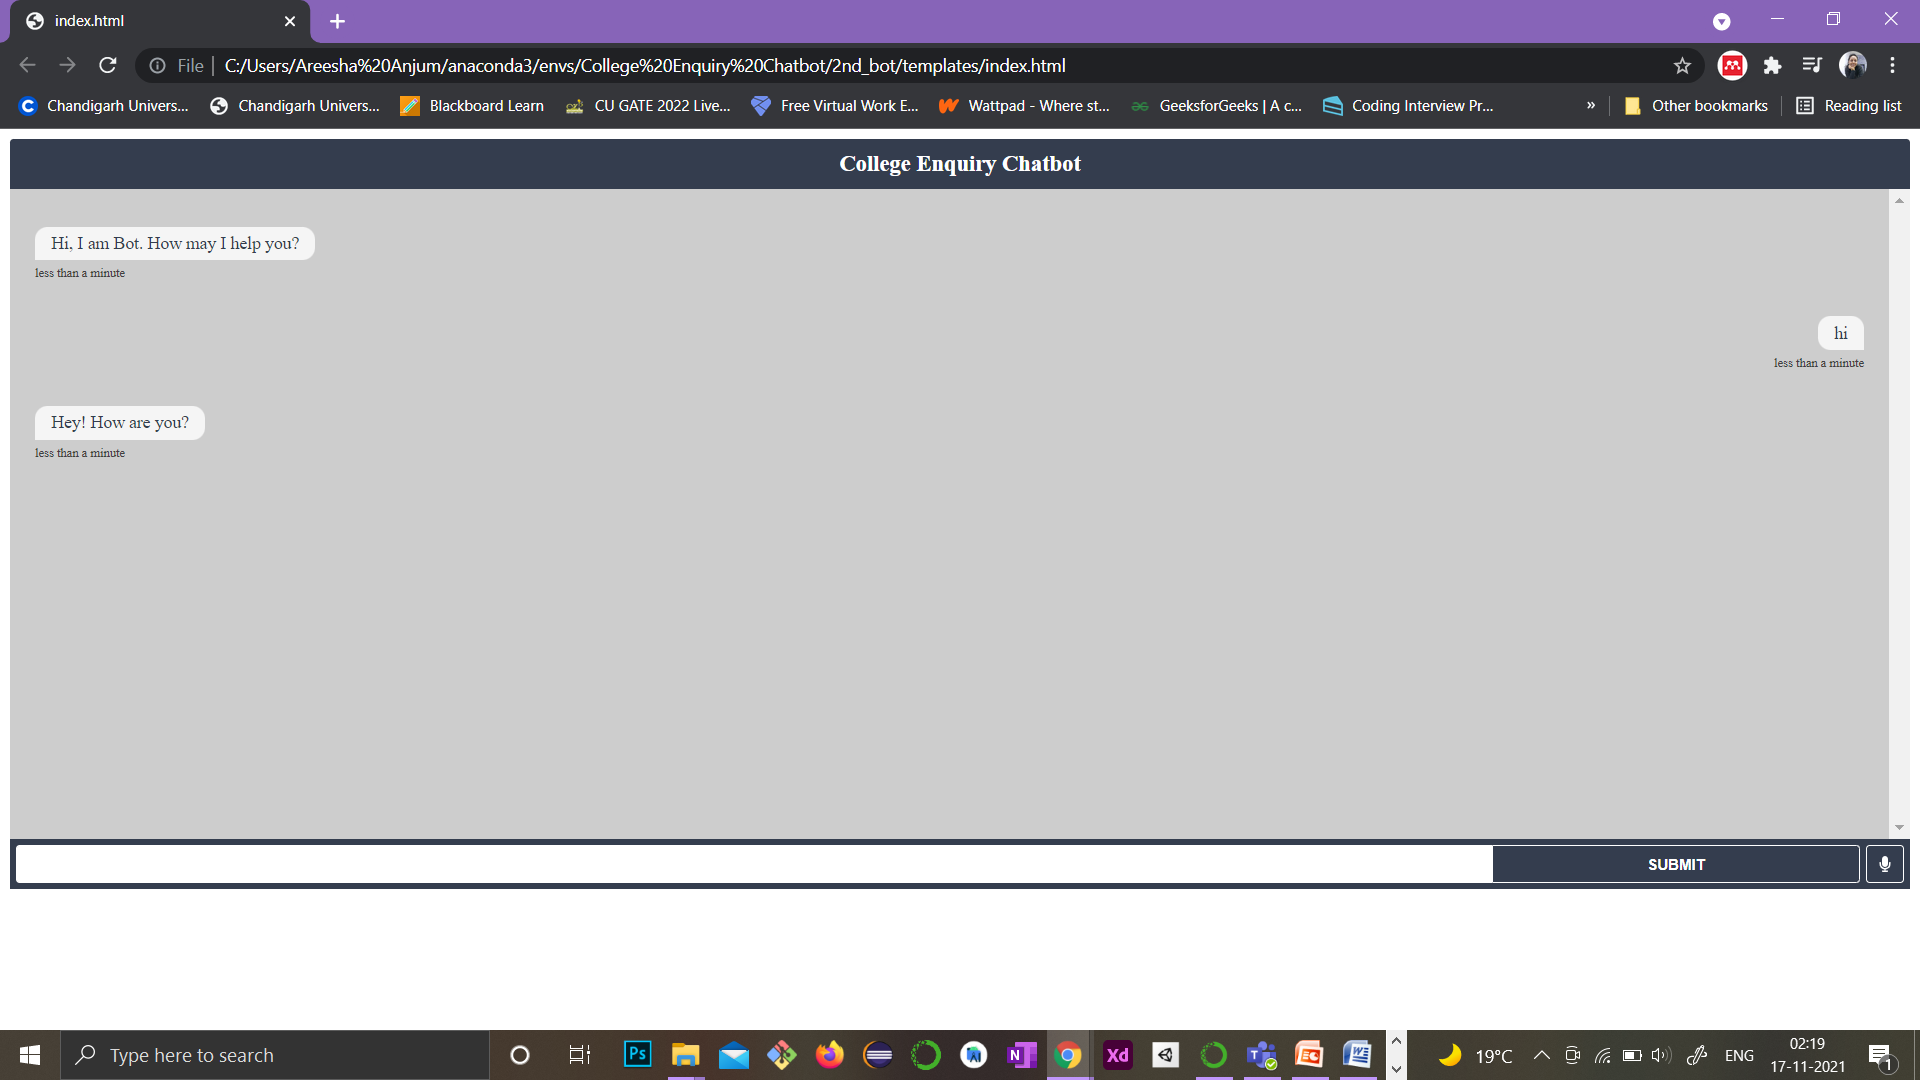 index.html
File
C:/Users/Areesha%20Anjum/anaconda3/envs/College%20Enquiry%20Chatbot/2nd_bot/templates/index.html
Chandigarh Univers... Chandigarh Univers... Blackboard Learn CU GATE 2022 Live... Free Virtual Work E... Wattpad - Where st... GeeksforGeeks | A c... Coding Interview Pr... » Other bookmarks Reading list
College Enquiry Chatbot
Hi, I am Bot. How may I help you?
less than a minute
hi
less than a minute
Hey! How are you?
less than a minute
SUBMIT
Type here to search
Ps
N
Xd
19°C
ENG
02:19
17-11-2021
1